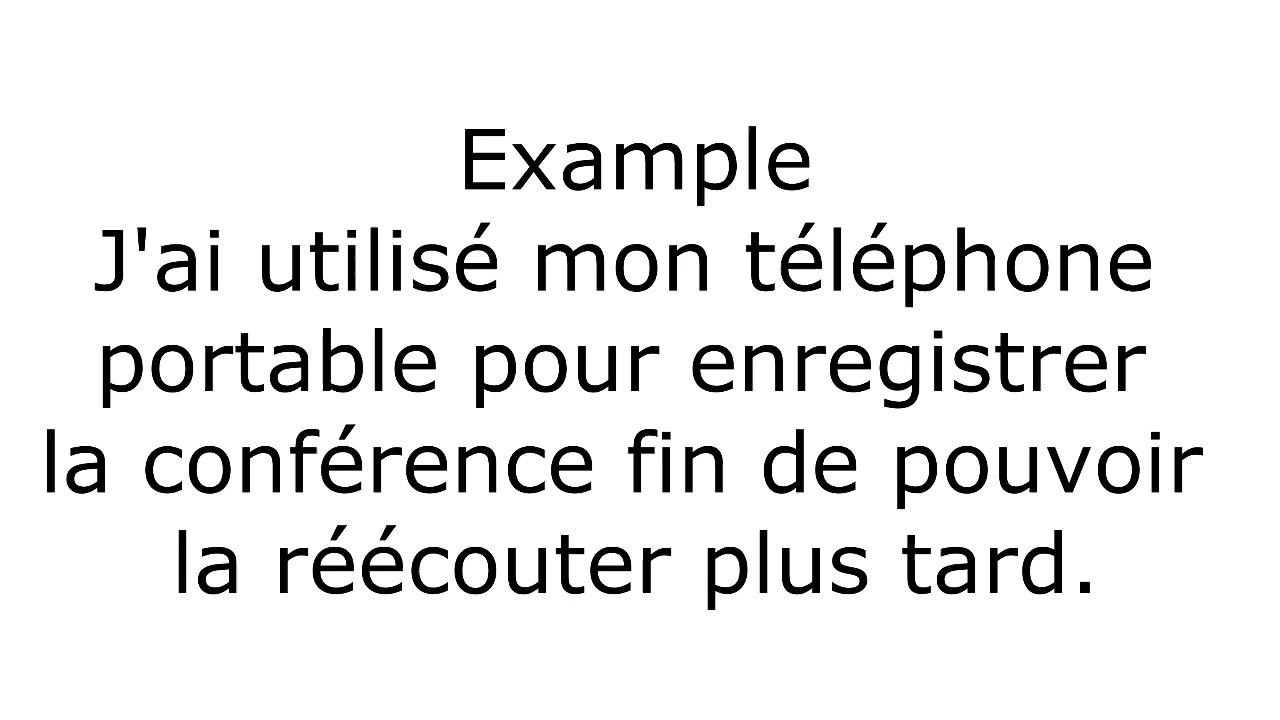 Example
J'ai utilisé mon téléphone
portable pour enregistrer
la conférence fin de pouvoir
la réécouter plus tard.